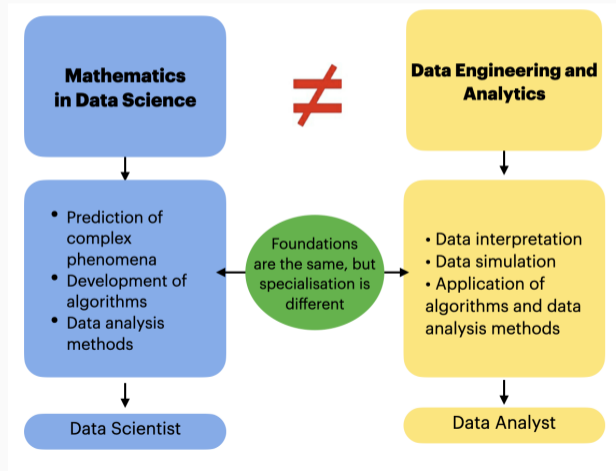 Mathematics
in Data Science
≠
Data Engineering and
Analytics
• Prediction of
complex
phenomena
• Development of
algorithms
• Data analysis
methods
Foundations
are the same, but
specialisation is
different
• Data interpretation
• Data simulation
• Application of
algorithms and data
analysis methods
Data Scientist
Data Analyst